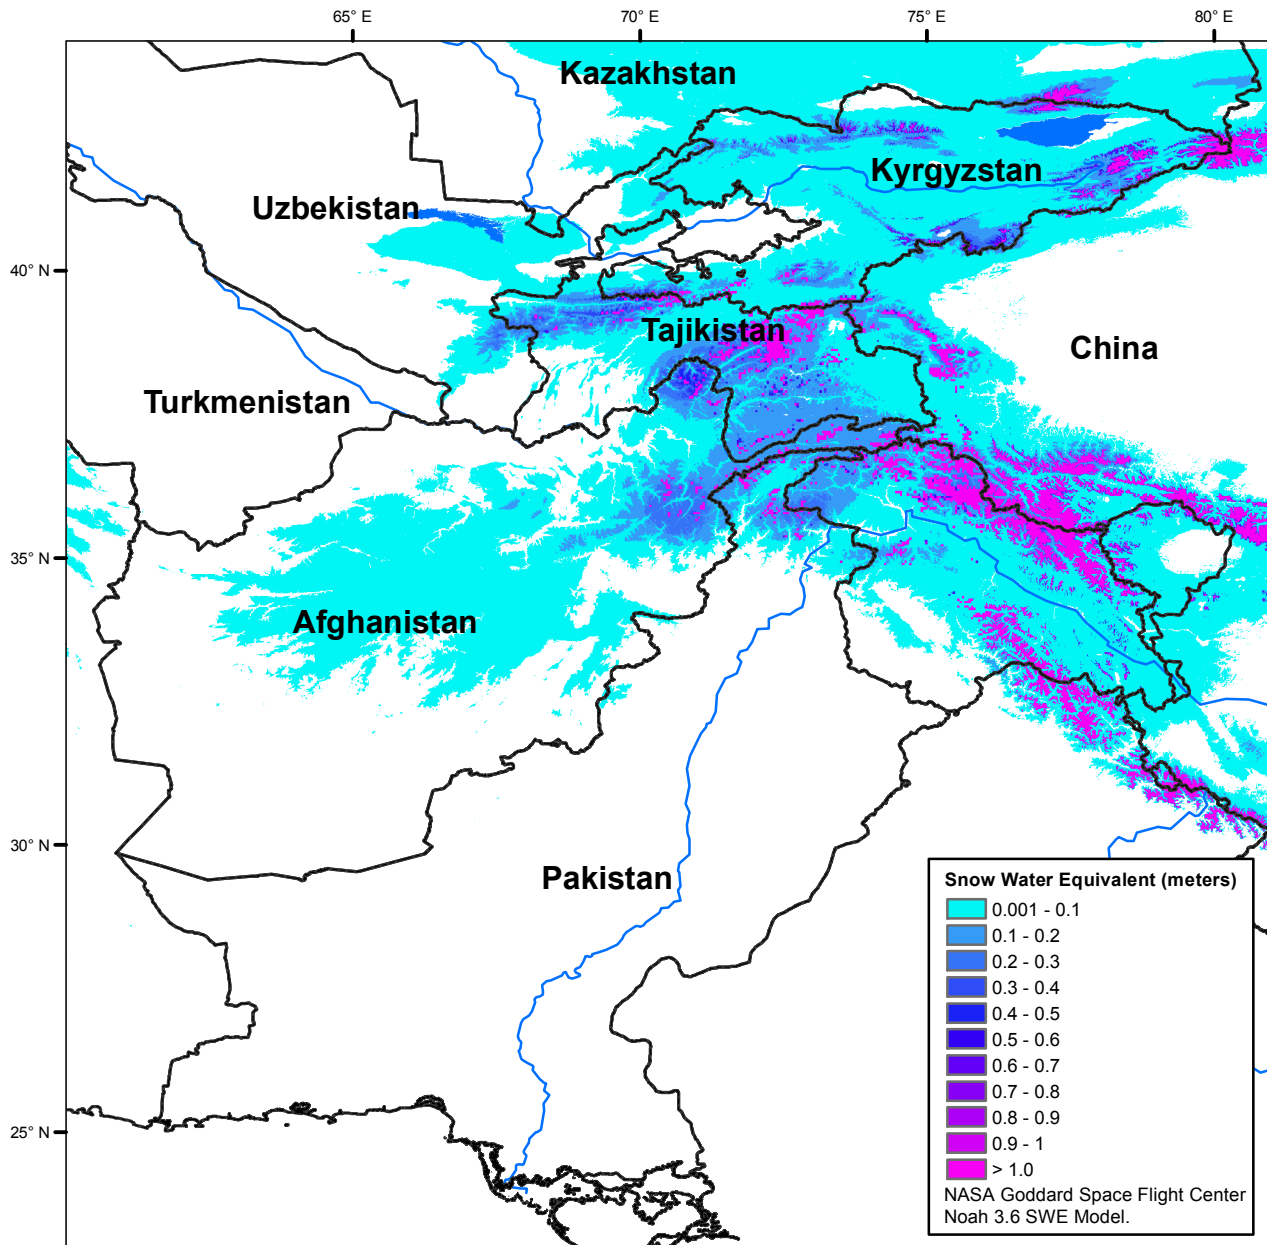 65° E
70° E
75° E
80° E
Kazakhstan
Kyrgyzstan
Uzbekistan
40° N
Tajikistan
China
Turkmenistan
35° N
Afghanistan
30° N
Pakistan
25° N
Snow Water Equivalent (meters)
0.001 - 0.1
0.1 - 0.2
0.2 - 0.3
0.3 - 0.4
0.4 - 0.5
0.5 - 0.6
0.6 - 0.7
0.7 - 0.8
0.8 - 0.9
0.9 - 1
> 1.0
NASA Goddard Space Flight Center
Noah 3.6 SWE Model.